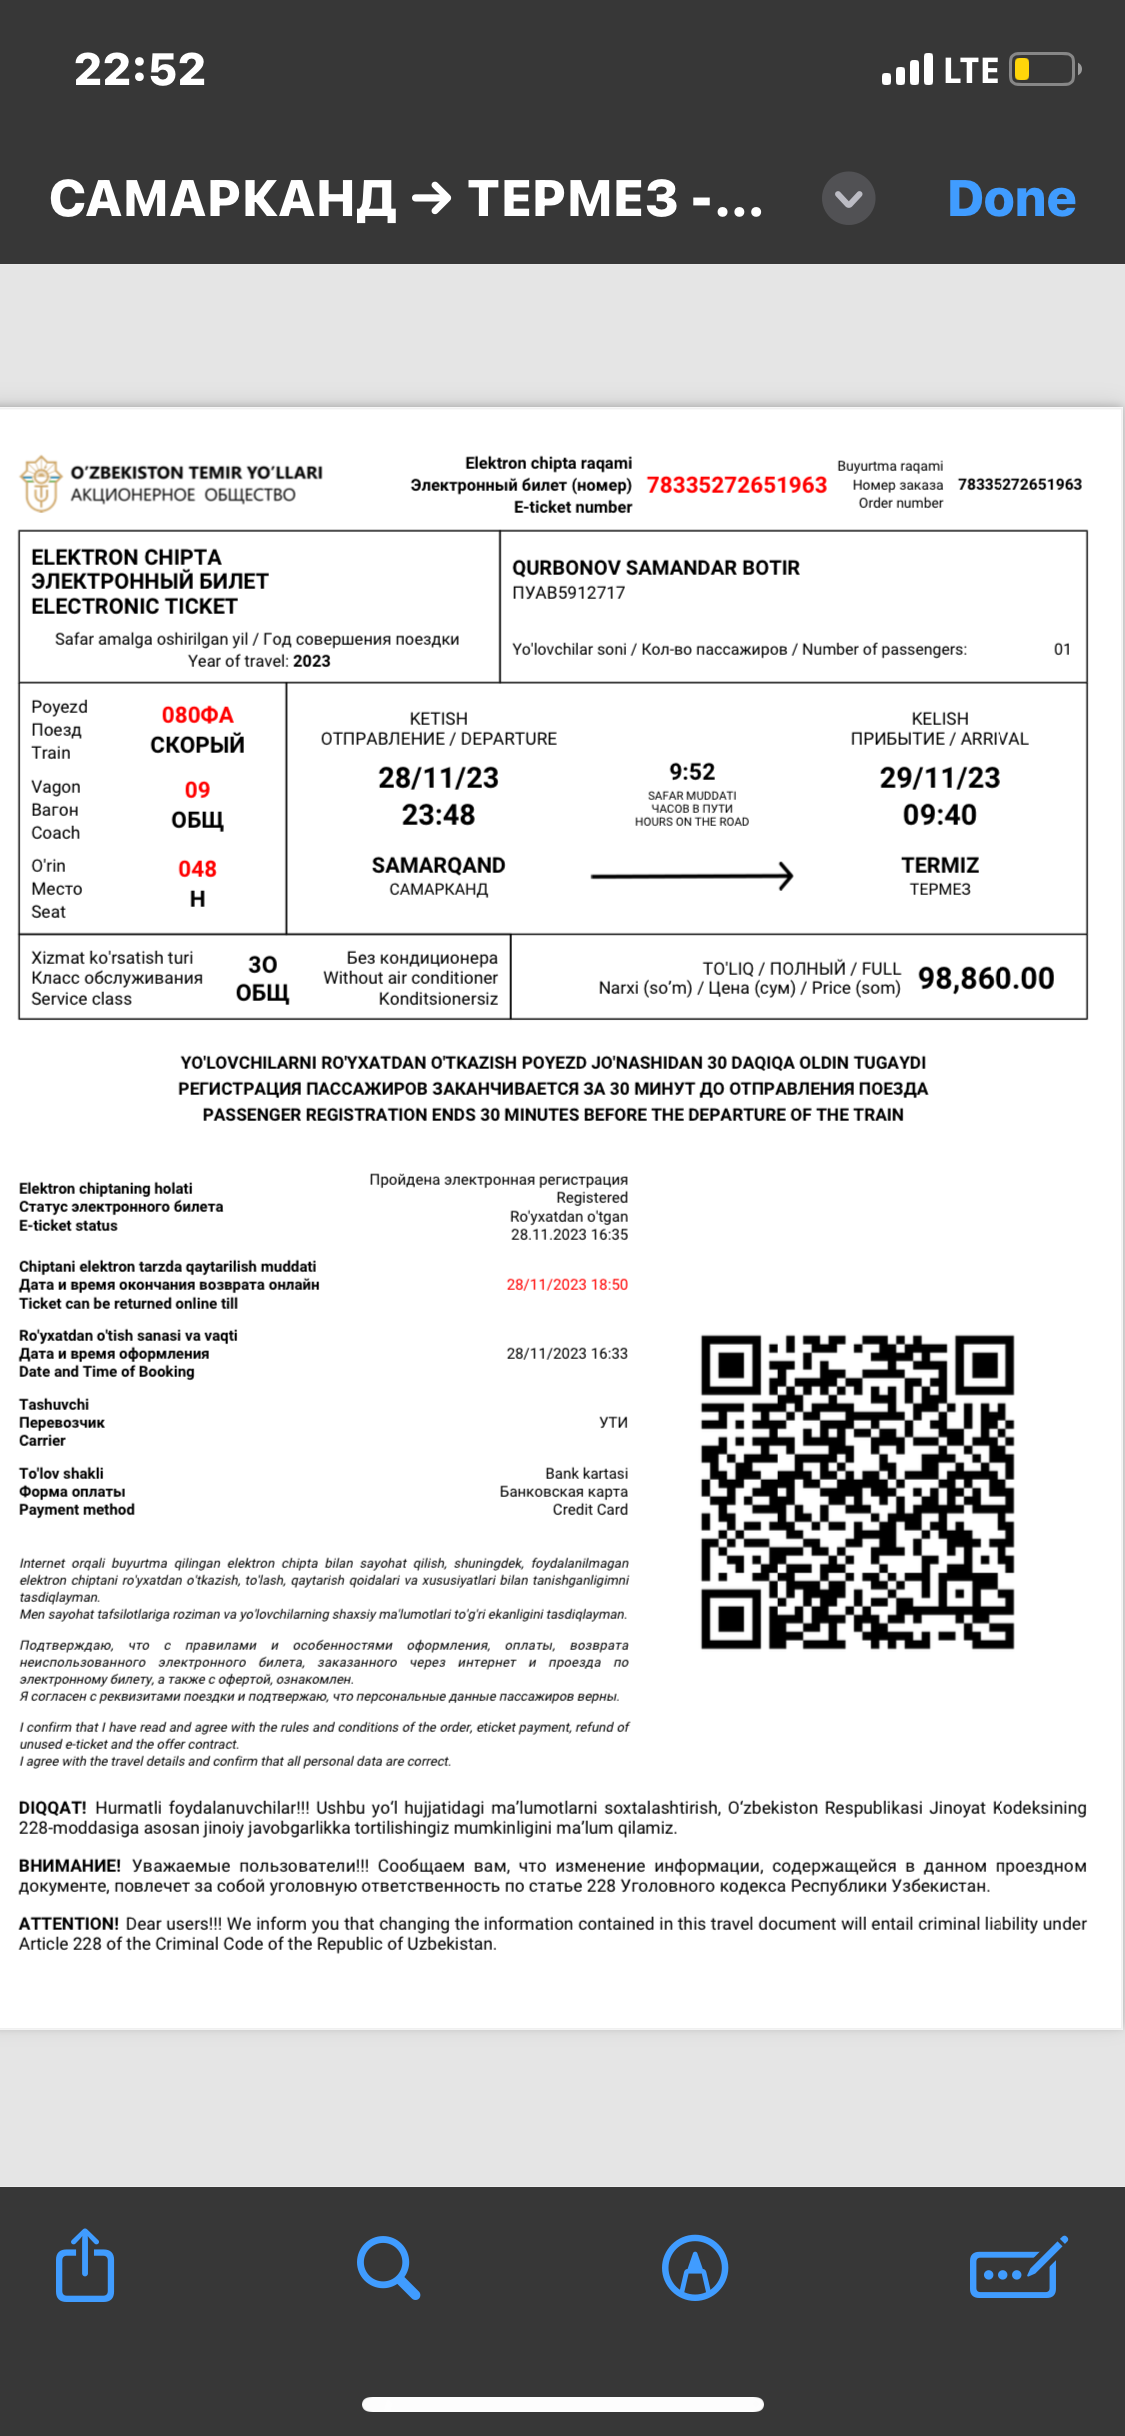 22:52
LTE
САМАРКАНД → ТЕРМЕЗ -...
Done
O‘ZBEKISTON TEMIR YO‘LLARI
АКЦИОНЕРНОЕ ОБЩЕСТВО
Elektron chipta raqami
Электронный билет (номер)
E-ticket number
78335272651963
Buyurtma raqami
Номер заказа
Order number
78335272651963
ELEKTRON CHIPTA
ЭЛЕКТРОННЫЙ БИЛЕТ
ELECTRONIC TICKET
Safar amalga oshirilgan yil / Год совершения поездки
Year of travel: 2023
QURBONOV SAMANDAR BOTIR
ПУАВ5912717
Yo'lovchilar soni / Кол-во пассажиров / Number of passengers: 01
Poyezd
Поезд
Train
080ФА
СКОРЫЙ
Vagon
Вагон
Coach
09
ОБЩ
O'rin
Место
Seat
048
Н
KETISH
ОТПРАВЛЕНИЕ / DEPARTURE
28/11/23
23:48
SAMARQAND
САМАРКАНД
9:52
SAFAR MUDDATI
ЧАСОВ В ПУТИ
HOURS ON THE ROAD
KELISH
ПРИБЫТИЕ / ARRIVAL
29/11/23
09:40
TERMIZ
ТЕРМЕЗ
Xizmat ko'rsatish turi
Класс обслуживания
Service class
3О
ОБЩ
Без кондиционера
Without air conditioner
Konditsionersiz
TO'LIQ / ПОЛНЫЙ / FULL
Narxi (so‘m) / Цена (сум) / Price (som)
98,860.00
YO'LOVCHILARNI RO'YXATDAN O'TKAZISH POYEZD JO'NASHIDAN 30 DAQIQA OLDIN TUGAYDI
РЕГИСТРАЦИЯ ПАССАЖИРОВ ЗАКАНЧИВАЕТСЯ ЗА 30 МИНУТ ДО ОТПРАВЛЕНИЯ ПОЕЗДА
PASSENGER REGISTRATION ENDS 30 MINUTES BEFORE THE DEPARTURE OF THE TRAIN
Elektron chiptaning holati
Статус электронного билета
E-ticket status
Пройдена электронная регистрация
Registered
Ro'yxatdan o'tgan
28.11.2023 16:35
Chiptani elektron tarzda qaytarilish muddati
Дата и время окончания возврата онлайн
Ticket can be returned online till
28/11/2023 18:50
Ro'yxatdan o'tish sanasi va vaqti
Дата и время оформления
Date and Time of Booking
28/11/2023 16:33
Tashuvchi
Перевозчик
Carrier
УТИ
To'lov shakli
Форма оплаты
Payment method
Bank kartasi
Банковская карта
Credit Card
Internet orqali buyurtma qilingan elektron chipta bilan sayohat qilish, shuningdek, foydalanilmagan
elektron chiptani ro'yxatdan o'tkazish, to'lash, qaytarish qoidalari va xususiyatlari bilan tanishganligimni
tasdiqlayman.
Men sayohat tafsilotlariga roziman va yo'lovchilarning shaxsiy ma'lumotlari to'g'ri ekanligini tasdiqlayman.
Подтверждаю, что с правилами и особенностями оформления, оплаты, возврата
неиспользованного электронного билета, заказанного через интернет и проезда по
электронному билету, а также с офертой, ознакомлен.
Я согласен с реквизитами поездки и подтвержаю, что персональные данные пассажиров верны.
I confirm that I have read and agree with the rules and conditions of the order, eticket payment, refund of
unused e-ticket and the offer contract.
I agree with the travel details and confirm that all personal data are correct.
DIQQAT! Hurmatli foydalanuvchilar!!! Ushbu yo‘l hujjatidagi ma’lumotlarni soxtalashtirish, O‘zbekiston Respublikasi Jinoyat Kodeksining
228-moddasiga asosan jinoiy javobgarlikka tortilishingiz mumkinligini ma’lum qilamiz.
ВНИМАНИЕ! Уважаемые пользователи!!! Сообщаем вам, что изменение информации, содержащейся в данном проездном
документе, повлечет за собой уголовную ответственность по статье 228 Уголовного кодекса Республики Узбекистан.
ATTENTION! Dear users!!! We inform you that changing the information contained in this travel document will entail criminal liability under
Article 228 of the Criminal Code of the Republic of Uzbekistan.